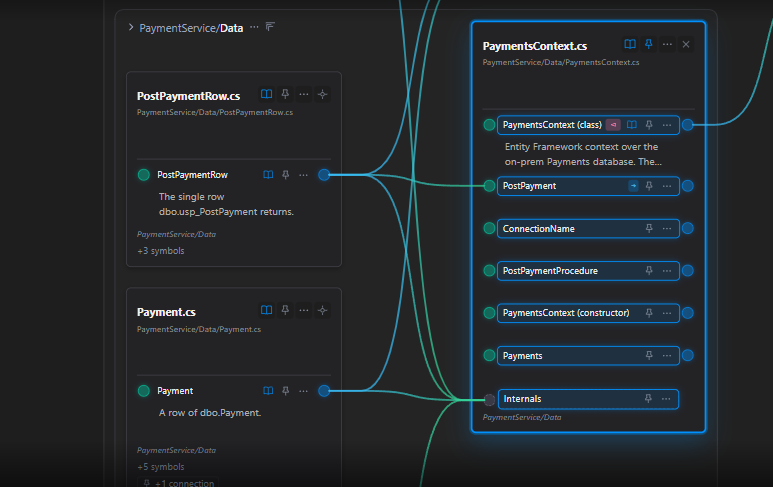 PaymentService/Data ...
PostPaymentRow.cs
PaymentService/Data/PostPaymentRow.cs
PostPaymentRow
The single row
dbo.usp_PostPayment returns.
PaymentService/Data
+3 symbols
Payment.cs
PaymentService/Data/Payment.cs
Payment
A row of dbo.Payment.
PaymentService/Data
+5 symbols
+1 connection
PaymentsContext.cs
PaymentService/Data/PaymentsContext.cs
PaymentsContext (class)
Entity Framework context over the
on-prem Payments database. The...
PostPayment
ConnectionName
PostPaymentProcedure
PaymentsContext (constructor)
Payments
Internals
PaymentService/Data